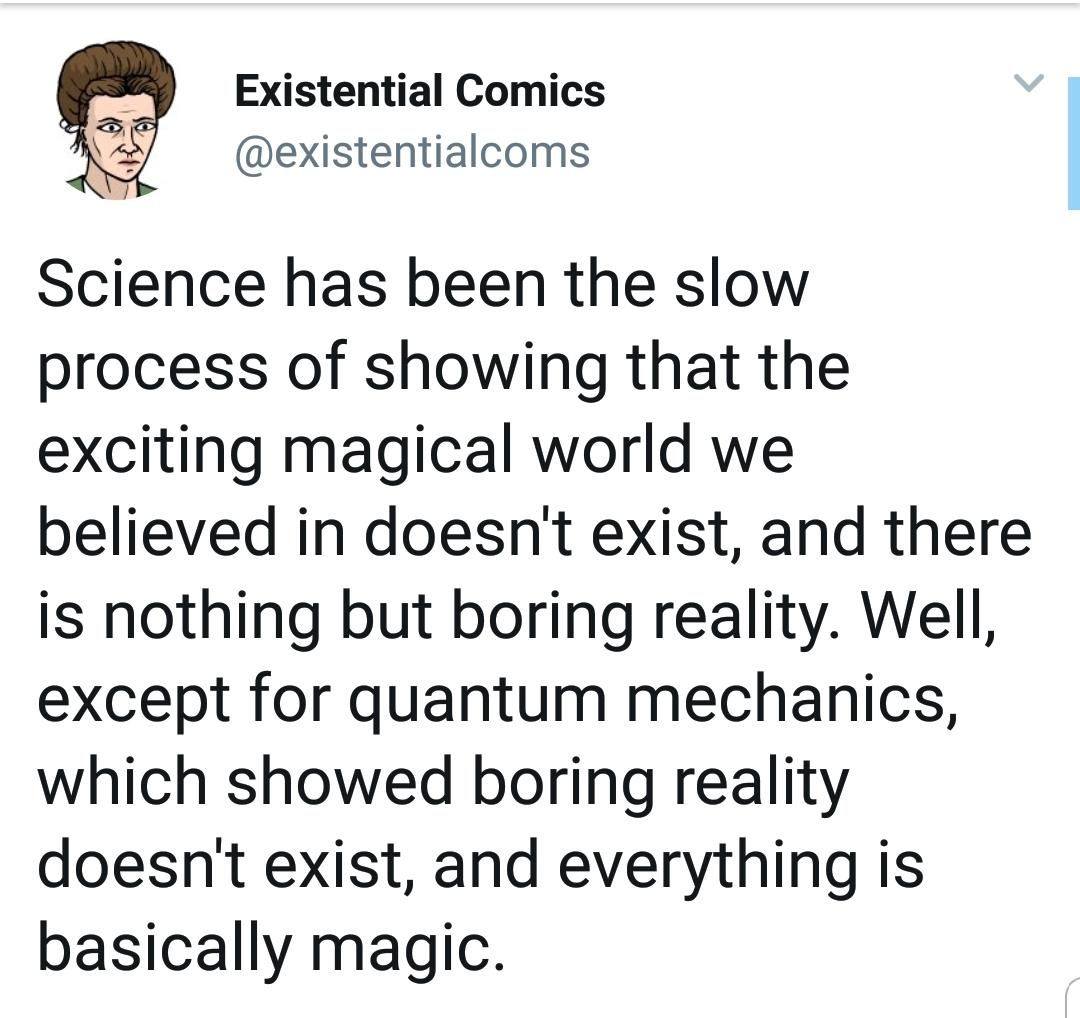 Existential Comics
@existentialcoms
Science has been the slow
process of showing that the
exciting magical world we
believed in doesn't exist, and there
is nothing but boring reality. Well,
except for quantum mechanics,
which showed boring reality
doesn't exist, and everything is
basically magic.